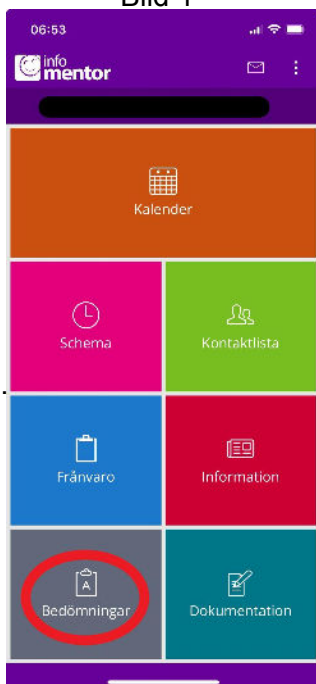 Bild 1
06:53
info
mentor
Kalender
Schema
Kontaktlista
Frånvaro
Information
A
Bedömningar
Dokumentation